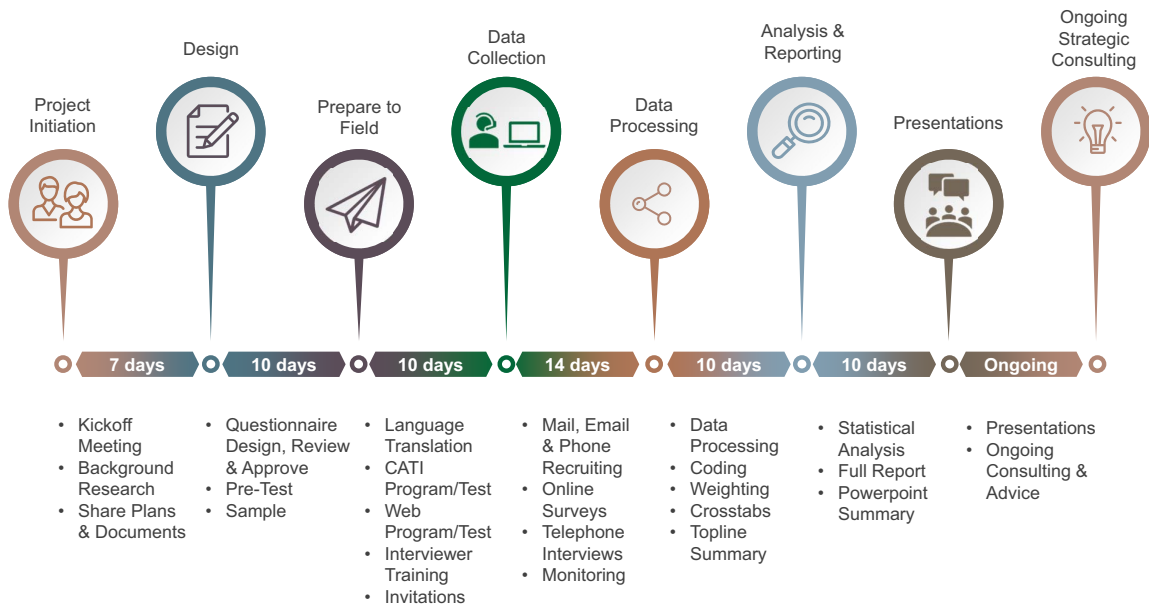 Project
Initiation
Design
Prepare to
Field
Data
Collection
Data
Processing
Analysis &
Reporting
Presentations
Ongoing
Strategic
Consulting
7 days
10 days
10 days
14 days
10 days
10 days
Ongoing
• Kickoff
Meeting
• Background
Research
• Share Plans
& Documents
• Questionnaire
Design, Review
& Approve
• Pre-Test
• Sample
• Language
Translation
• CATI
Program/Test
• Web
Program/Test
• Interviewer
Training
• Invitations
• Mail, Email
& Phone
Recruiting
• Online
Surveys
• Telephone
Interviews
• Monitoring
• Data
Processing
• Coding
• Weighting
• Crosstabs
• Topline
Summary
• Statistical
Analysis
• Full Report
• Powerpoint
Summary
• Presentations
• Ongoing
Consulting &
Advice